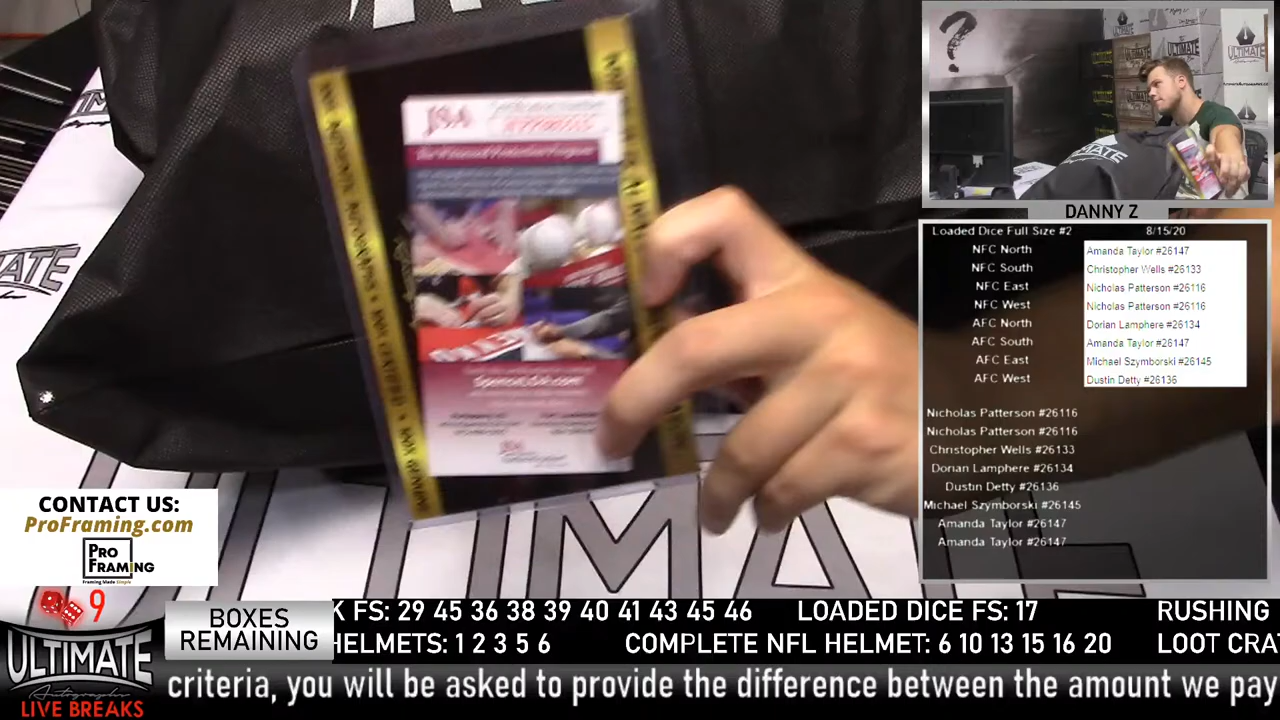 JSA
SpenceJSA.com
ULTIMATE
DANNY Z
Loaded Dice Full Size #2 8/15/20
NFC North Amanda Taylor #26147
NFC South Christopher Wells #26133
NFC East Nicholas Patterson #26116
NFC West Nicholas Patterson #26116
AFC North Dorian Lamphere #26134
AFC South Amanda Taylor #26147
AFC East Michael Szymborski #26145
AFC West Dustin Detty #26136
Nicholas Patterson #26116
Nicholas Patterson #26116
Christopher Wells #26133
Dorian Lamphere #26134
Dustin Detty #26136
Michael Szymborski #26145
Amanda Taylor #26147
Amanda Taylor #26147
CONTACT US:
ProFraming.com
PRO
FRAMING
Framing Made Simple
9
BOXES
REMAINING
K FS: 29 45 36 38 39 40 41 43 45 46 LOADED DICE FS: 17 RUSHING
HELMETS: 1 2 3 5 6 COMPLETE NFL HELMET: 6 10 13 15 16 20 LOOT CRA
ULTIMATE
Autographs
LIVE BREAKS
criteria, you will be asked to provide the difference between the amount we pay